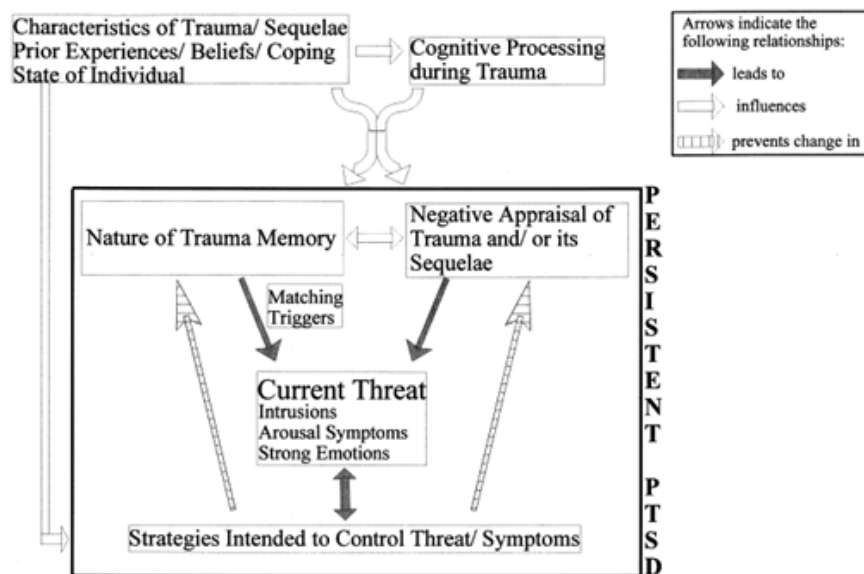 Characteristics of Trauma/ Sequelae
Prior Experiences/ Beliefs/ Coping
State of Individual
Cognitive Processing
during Trauma
Arrows indicate the
following relationships:
leads to
influences
prevents change in
Nature of Trauma Memory
Negative Appraisal of
Trauma and/ or its
Sequelae
Matching
Triggers
Current Threat
Intrusions
Arousal Symptoms
Strong Emotions
Strategies Intended to Control Threat/ Symptoms
PERSISTENT PTSD